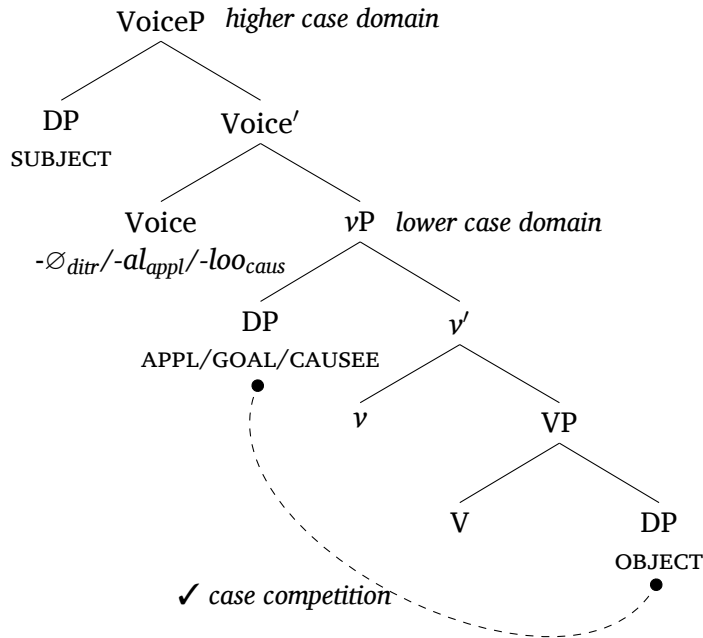 VoiceP higher case domain
DP Voice′
SUBJECT
Voice vP lower case domain
-∅ditr/-alappl/-loocaus
DP v′
APPL/GOAL/CAUSEE
v VP
V DP
OBJECT
✓ case competition